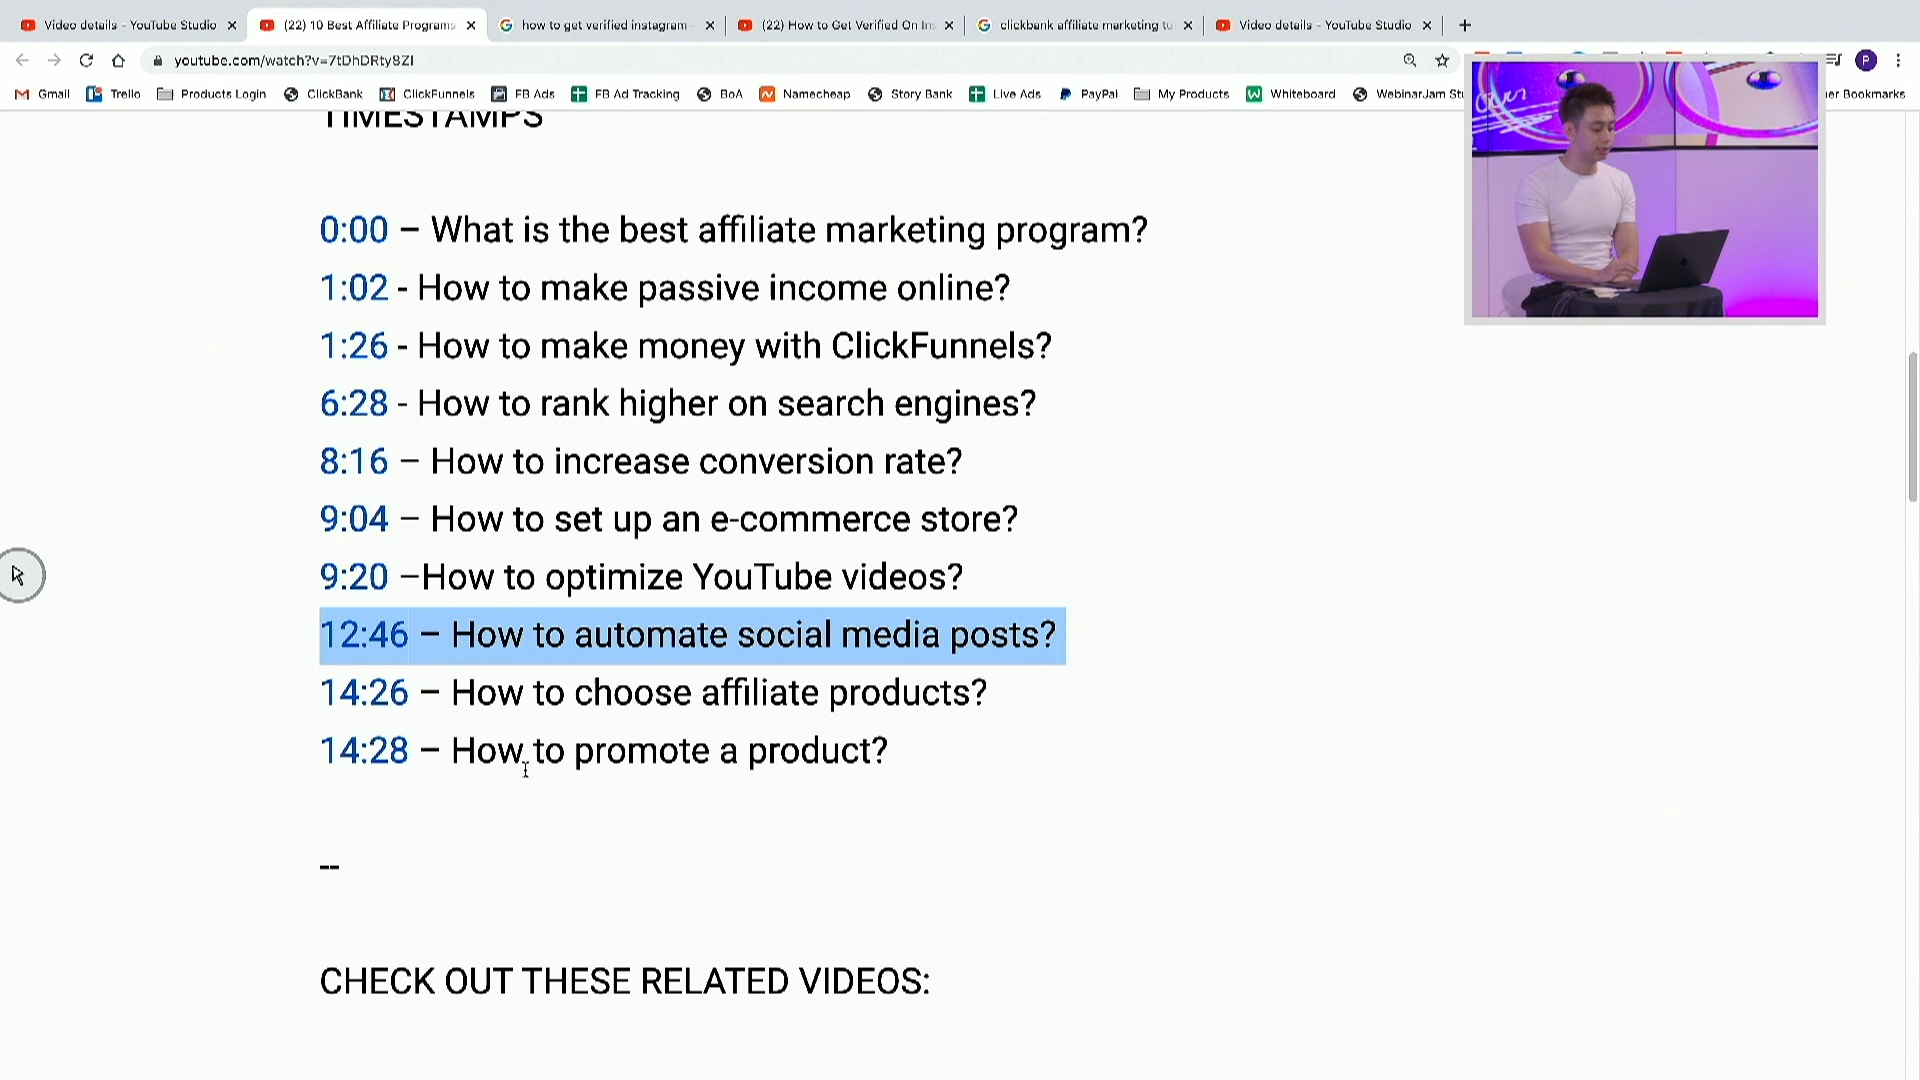 Video details - YouTube Studio
(22) 10 Best Affiliate Programs
how to get verified instagram
(22) How to Get Verified On Ins
clickbank affiliate marketing tu
Video details - YouTube Studio
youtube.com/watch?v=7tDhDRty8ZI
P
Gmail
Trello
Products Login
ClickBank
ClickFunnels
FB Ads
FB Ad Tracking
BoA
Namecheap
Story Bank
Live Ads
PayPal
My Products
Whiteboard
WebinarJam Stu
er Bookmarks
TIMESTAMPS
0:00 – What is the best affiliate marketing program?
1:02 - How to make passive income online?
1:26 - How to make money with ClickFunnels?
6:28 - How to rank higher on search engines?
8:16 – How to increase conversion rate?
9:04 – How to set up an e-commerce store?
9:20 –How to optimize YouTube videos?
12:46 – How to automate social media posts?
14:26 – How to choose affiliate products?
14:28 – How to promote a product?
--
CHECK OUT THESE RELATED VIDEOS: